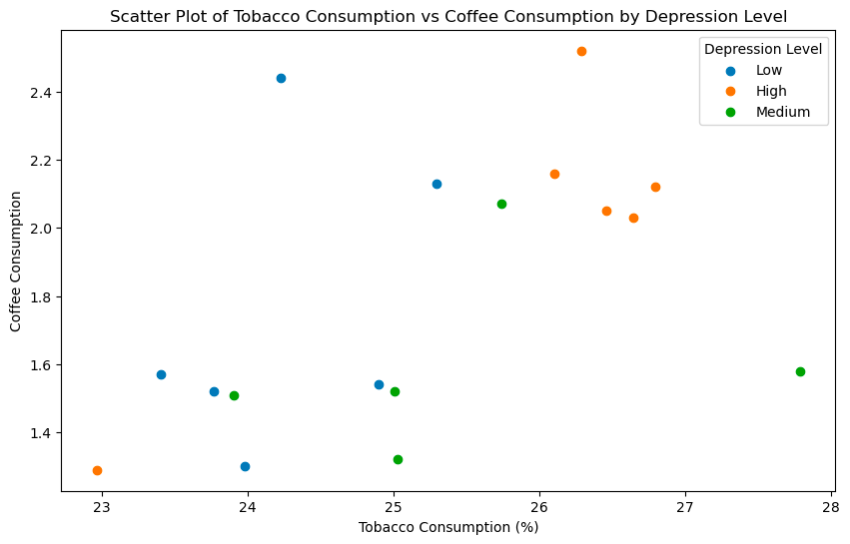 Scatter Plot of Tobacco Consumption vs Coffee Consumption by Depression Level
Depression Level
Low
High
Medium
2.4
2.2
2.0
1.8
1.6
1.4
Coffee Consumption
23 24 25 26 27 28
Tobacco Consumption (%)